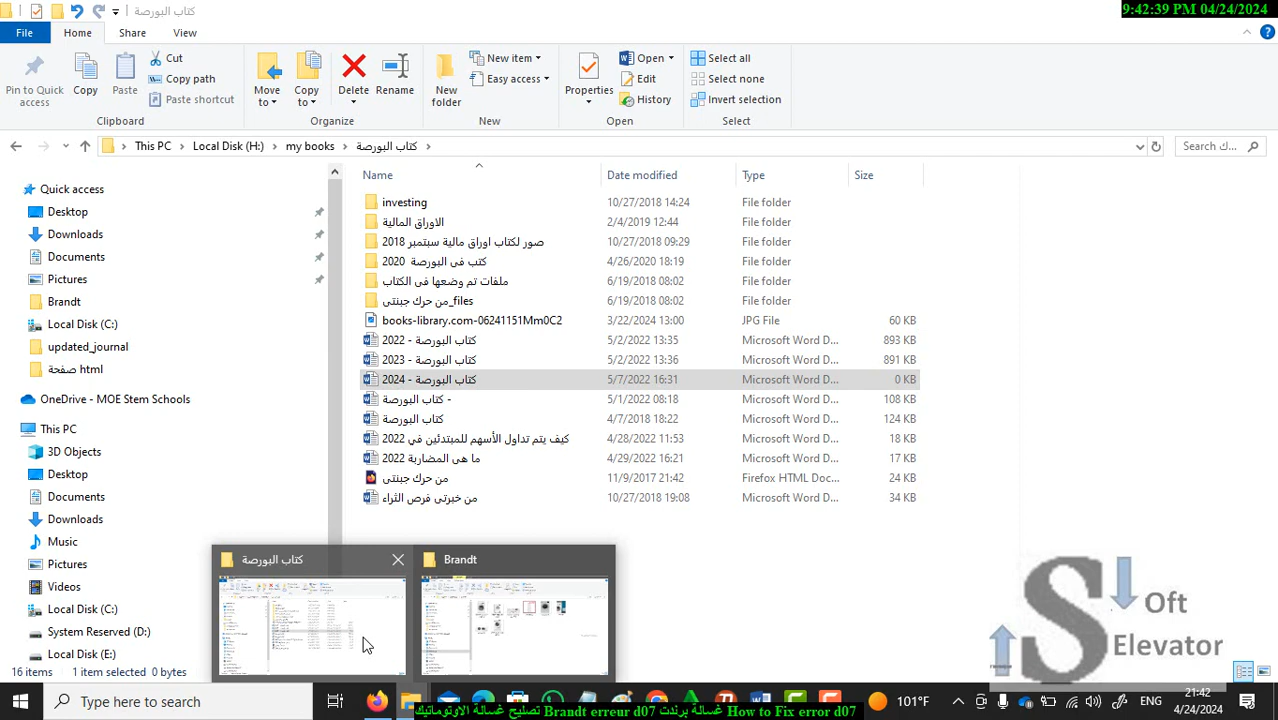 كتاب البورصة
9:42:39 PM 04/24/2024
File Home Share View
Pin to Quick access
Copy
Paste
Cut
Copy path
Paste shortcut
Move to
Copy to
Delete
Rename
New folder
New item
Easy access
Properties
Open
Edit
History
Select all
Select none
Invert selection
Clipboard Organize New Open Select
This PC Local Disk (H:) my books كتاب البورصة
Search ك...
Name Date modified Type Size
investing 10/27/2018 14:24 File folder
الاوراق المالية 2/4/2019 12:44 File folder
صور لكتاب اوراق مالية سبتمبر 2018 10/27/2018 09:29 File folder
كتب فى البورصة 2020 4/26/2020 18:19 File folder
ملفات تم وضعها فى الكتاب 6/19/2018 08:02 File folder
من حرك جبنتى_files 6/19/2018 08:02 File folder
books-library.com-06241151Mm0C2 3/22/2024 13:00 JPG File 60 KB
كتاب البورصة - 2022 5/2/2022 13:35 Microsoft Word D... 893 KB
كتاب البورصة - 2023 5/2/2022 13:36 Microsoft Word D... 891 KB
كتاب البورصة - 2024 5/7/2022 16:31 Microsoft Word D... 0 KB
كتاب البورصة - 5/1/2022 08:18 Microsoft Word D... 108 KB
كتاب البورصة 4/7/2018 18:22 Microsoft Word D... 124 KB
كيف يتم تداول الأسهم للمبتدئين في 2022 4/28/2022 11:53 Microsoft Word D... 18 KB
ما هى المضاربة 2022 4/29/2022 16:21 Microsoft Word D... 17 KB
من حرك جبنتى 11/9/2017 21:42 Firefox HTML Doc... 24 KB
من خبرتى فرص الثراء 10/27/2018 19:08 Microsoft Word D... 34 KB
Quick access
Desktop
Downloads
Documents
Pictures
Brandt
Local Disk (C:)
updated_journal
صفحة html
OneDrive - MOE Stem Schools
This PC
3D Objects
Desktop
Documents
Downloads
Music
Pictures
Videos
Local Disk (C:)
System Reserved (D:)
Local Disk (E:)
كتاب البورصة
Brandt
16 items 1 item selected 0 bytes
S Oft
Elevator
Type here to search
101°F
ENG
21:42
4/24/2024
تصليح غسالة الاوتوماتيك Brandt erreur d07 غسالة برندت How to Fix error d07